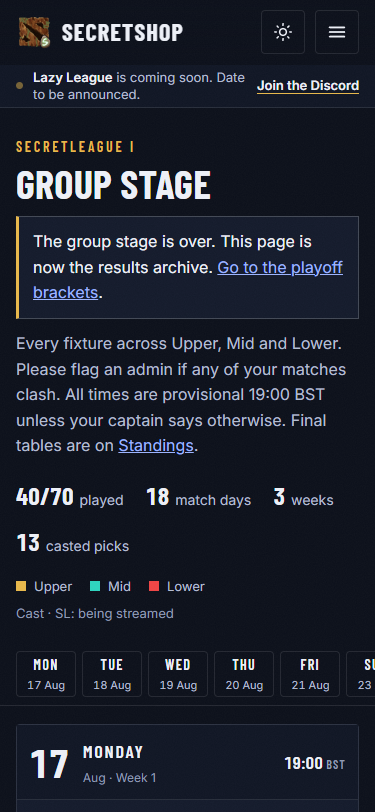 SECRETSHOP
Lazy League is coming soon. Date
to be announced.
Join the Discord
SECRETLEAGUE I
GROUP STAGE
The group stage is over. This page is
now the results archive. Go to the playoff
brackets.
Every fixture across Upper, Mid and Lower.
Please flag an admin if any of your matches
clash. All times are provisional 19:00 BST
unless your captain says otherwise. Final
tables are on Standings.
40/70 played 18 match days 3 weeks
13 casted picks
Upper Mid Lower
Cast · SL: being streamed
MON TUE WED THU FRI SU
17 Aug 18 Aug 19 Aug 20 Aug 21 Aug 23
17 MONDAY 19:00 BST
Aug · Week 1